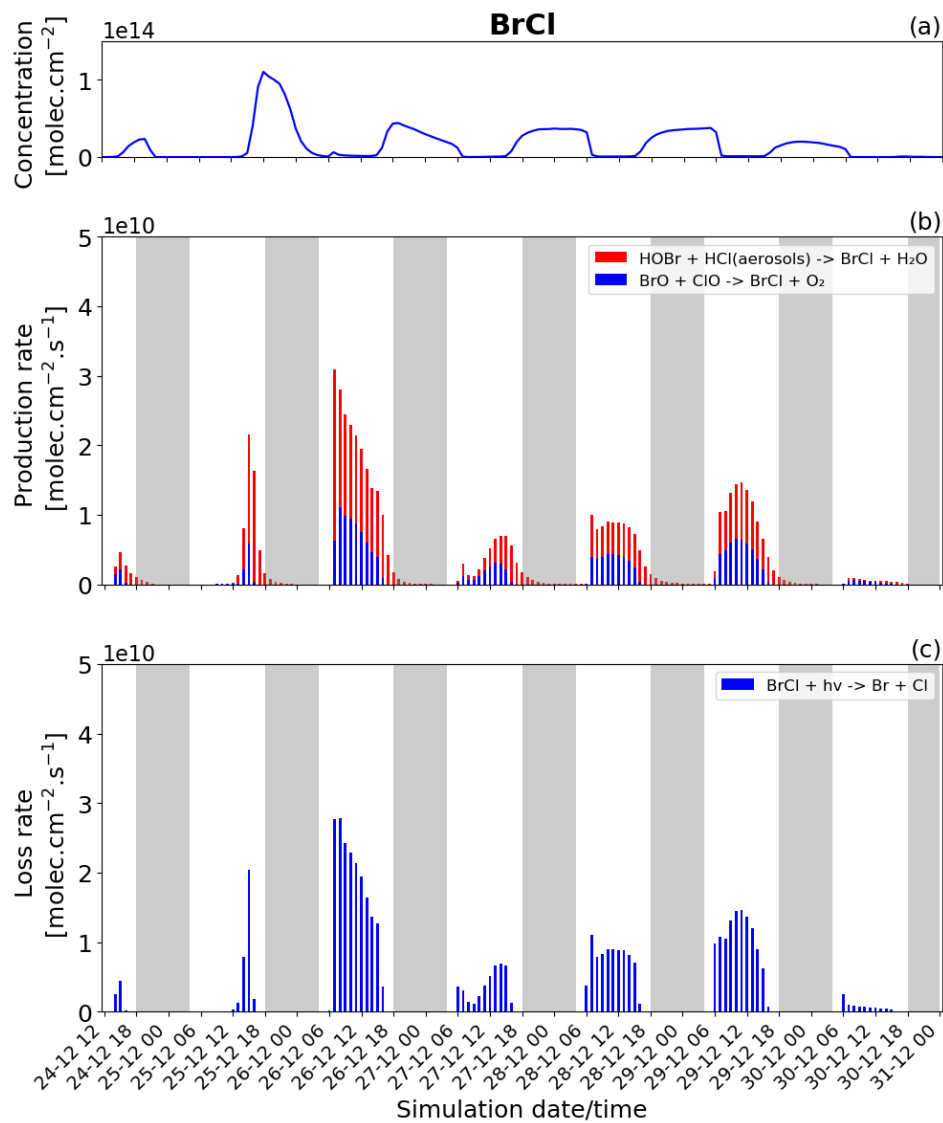 BrCl
(a)
1e14
Concentration
[molec.cm⁻²]
1
0
(b)
1e10
Production rate
[molec.cm⁻².s⁻¹]
5
4
3
2
1
0
HOBr + HCl(aerosols) -> BrCl + H₂O
BrO + ClO -> BrCl + O₂
(c)
1e10
Loss rate
[molec.cm⁻².s⁻¹]
5
4
3
2
1
0
BrCl + hv -> Br + Cl
24-12 12
24-12 18
25-12 00
25-12 06
25-12 12
25-12 18
26-12 00
26-12 06
26-12 12
26-12 18
27-12 00
27-12 06
27-12 12
27-12 18
28-12 00
28-12 06
28-12 12
28-12 18
29-12 00
29-12 06
29-12 12
29-12 18
30-12 00
30-12 06
30-12 12
30-12 18
31-12 00
Simulation date/time